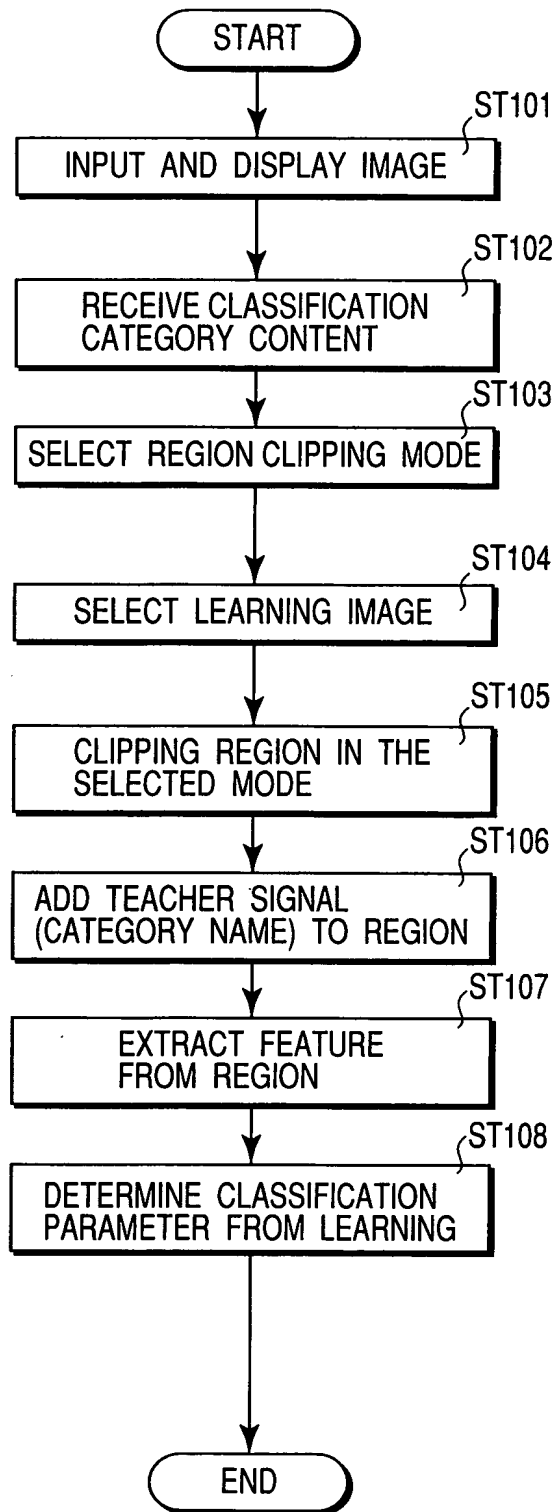 START
ST101
INPUT AND DISPLAY IMAGE
ST102
RECEIVE CLASSIFICATION
CATEGORY CONTENT
ST103
SELECT REGION CLIPPING MODE
ST104
SELECT LEARNING IMAGE
ST105
CLIPPING REGION IN THE
SELECTED MODE
ST106
ADD TEACHER SIGNAL
(CATEGORY NAME) TO REGION
ST107
EXTRACT FEATURE
FROM REGION
ST108
DETERMINE CLASSIFICATION
PARAMETER FROM LEARNING
END